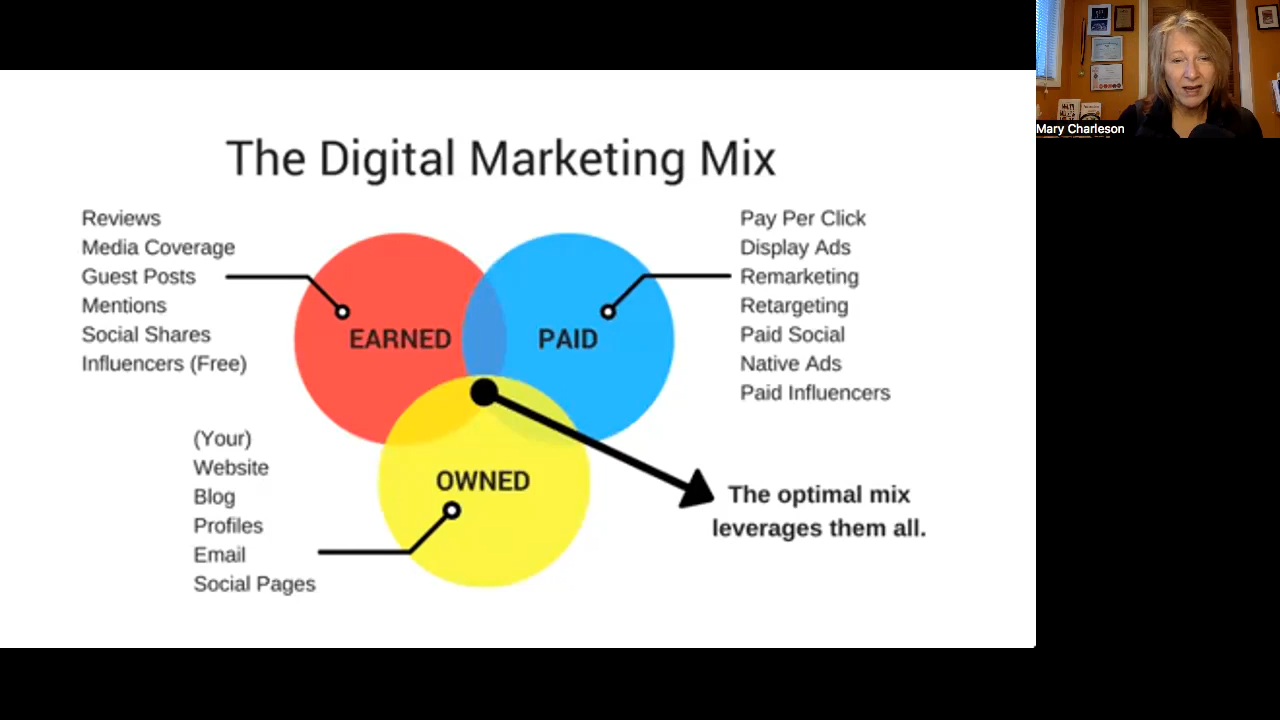 The Digital Marketing Mix
Reviews
Media Coverage
Guest Posts
Mentions
Social Shares
Influencers (Free)
EARNED
PAID
Pay Per Click
Display Ads
Remarketing
Retargeting
Paid Social
Native Ads
Paid Influencers
(Your)
Website
Blog
Profiles
Email
Social Pages
OWNED
The optimal mix
leverages them all.
Mary Charleson